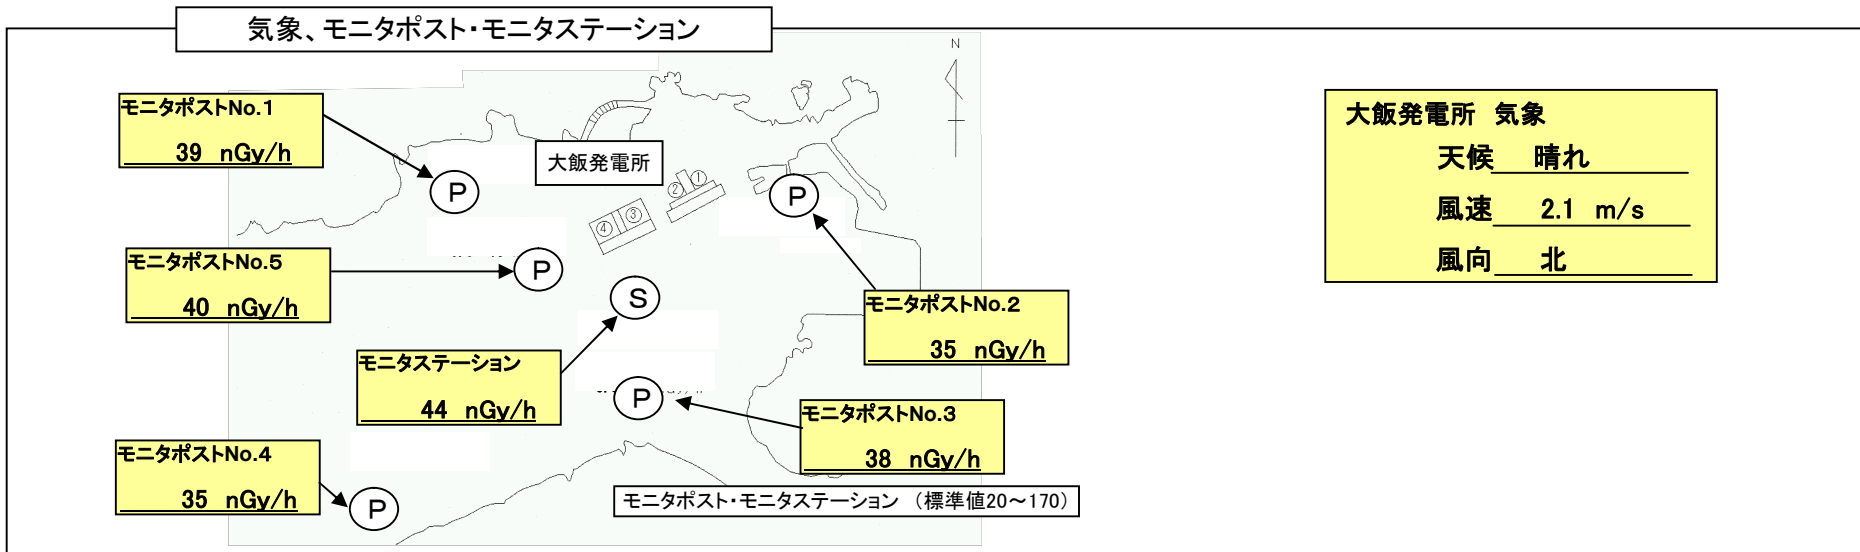 気象、モニタポスト・モニタステーション
N
モニタポストNo.1
39 nGy/h
大飯発電所
P
①
②
③
④
P
モニタポストNo.5
40 nGy/h
P
S
モニタポストNo.2
35 nGy/h
モニタステーション
44 nGy/h
P
モニタポストNo.3
38 nGy/h
モニタポストNo.4
35 nGy/h
P
モニタポスト・モニタステーション (標準値20~170)
大飯発電所 気象
天候 晴れ
風速 2.1 m/s
風向 北